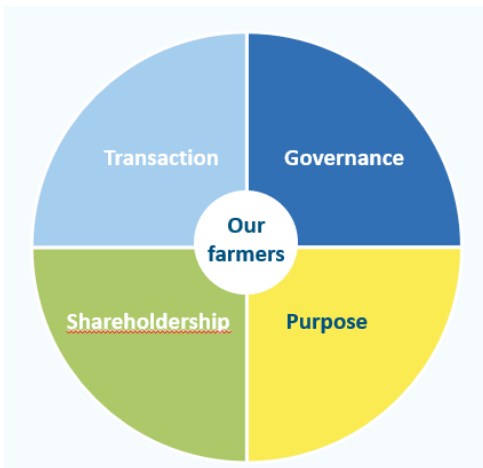 Transaction
Governance
Our
farmers
Shareholdership
Purpose